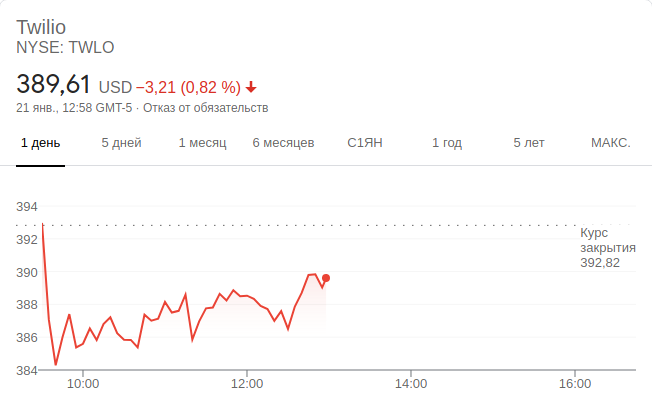 Twilio
NYSE: TWLO
389,61 USD −3,21 (0,82 %)
21 янв., 12:58 GMT-5 · Отказ от обязательств
1 день 5 дней 1 месяц 6 месяцев С1ЯН 1 год 5 лет МАКС.
394
392
390
388
386
384
Курс
закрытия
392,82
10:00 12:00 14:00 16:00